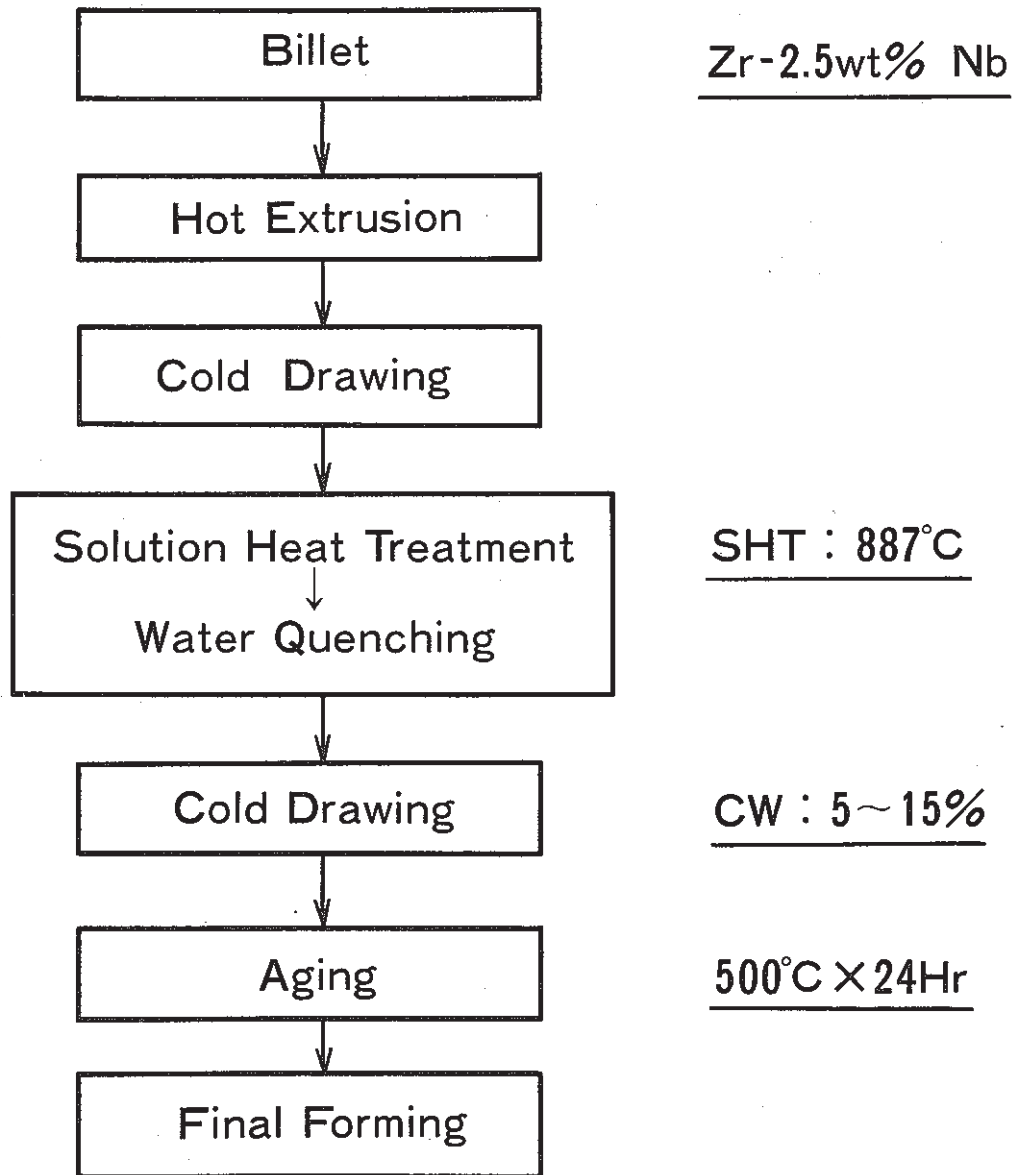 Billet
Zr-2.5wt% Nb
Hot Extrusion
Cold Drawing
Solution Heat Treatment
↓
Water Quenching
SHT : 887°C
Cold Drawing
CW : 5~15%
Aging
500°C×24Hr
Final Forming